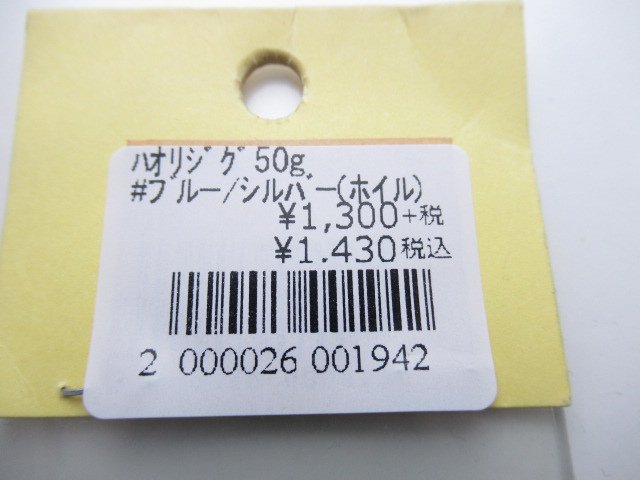 ﾊオリジグ 50g
#ブルー/シルバー(ホイル)
¥1,300+税
¥1,430税込
2 000026 001942